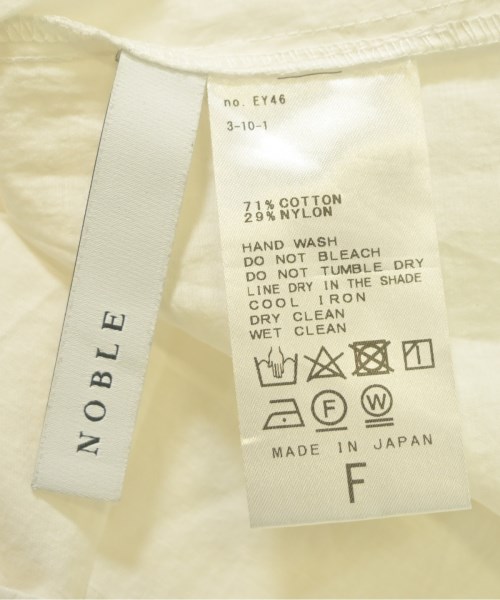 NOBLE
no. EY46
3-10-1
71% COTTON
29% NYLON
HAND WASH
DO NOT BLEACH
DO NOT TUMBLE DRY
LINE DRY IN THE SHADE
COOL IRON
DRY CLEAN
WET CLEAN
F W
MADE IN JAPAN
F